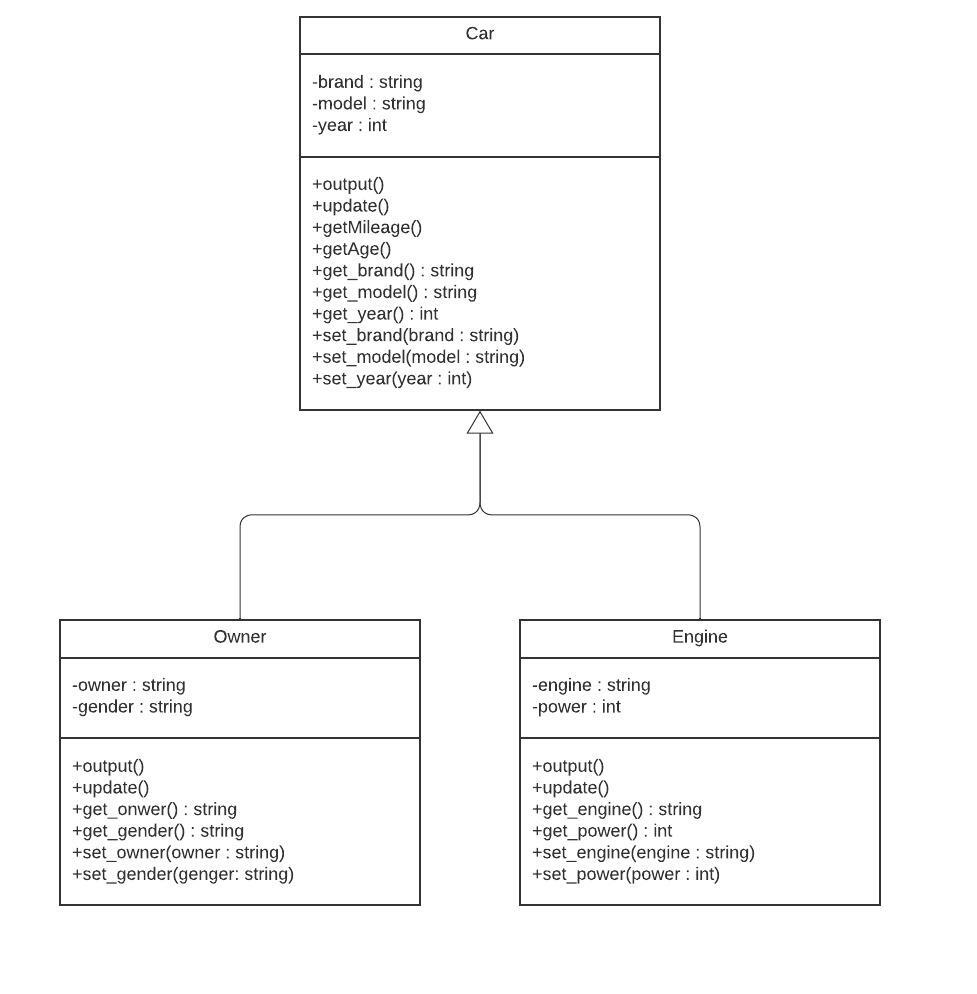 Car
-brand : string
-model : string
-year : int
+output()
+update()
+getMileage()
+getAge()
+get_brand() : string
+get_model() : string
+get_year() : int
+set_brand(brand : string)
+set_model(model : string)
+set_year(year : int)
Owner
-owner : string
-gender : string
+output()
+update()
+get_onwer() : string
+get_gender() : string
+set_owner(owner : string)
+set_gender(genger: string)
Engine
-engine : string
-power : int
+output()
+update()
+get_engine() : string
+get_power() : int
+set_engine(engine : string)
+set_power(power : int)